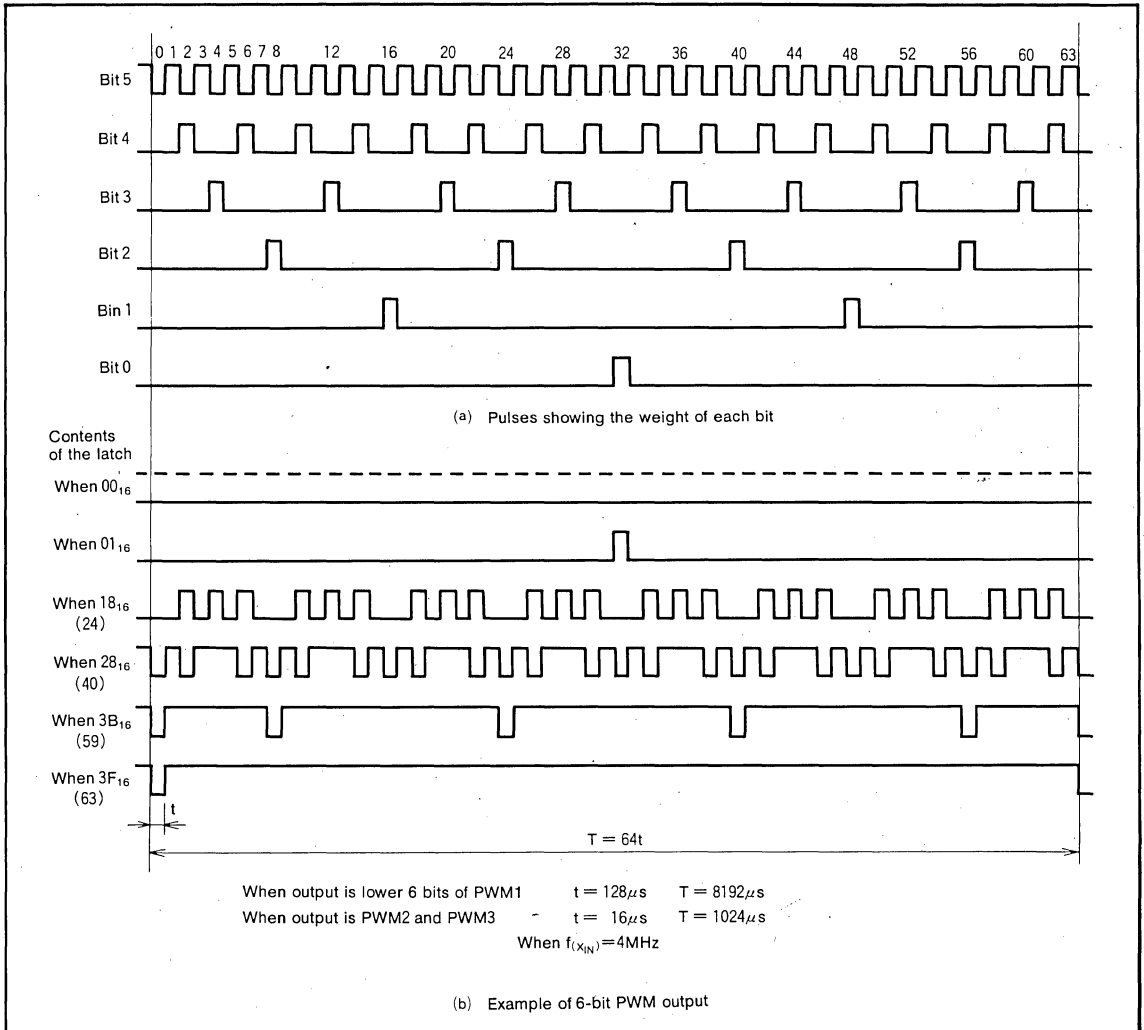 0 1 2 3 4 5 6 7 8 12 16 20 24 28 32 36 40 44 48 52 56 60 63
Bit 5
Bit 4
Bit 3
Bit 2
Bin 1
Bit 0
(a) Pulses showing the weight of each bit
Contents
of the latch
When 00₁₆
When 01₁₆
When 18₁₆
(24)
When 28₁₆
(40)
When 3B₁₆
(59)
When 3F₁₆
(63)
t
T = 64t
When output is lower 6 bits of PWM1 t = 128μs T = 8192μs
When output is PWM2 and PWM3 t = 16μs T = 1024μs
When f(XIN)=4MHz
(b) Example of 6-bit PWM output